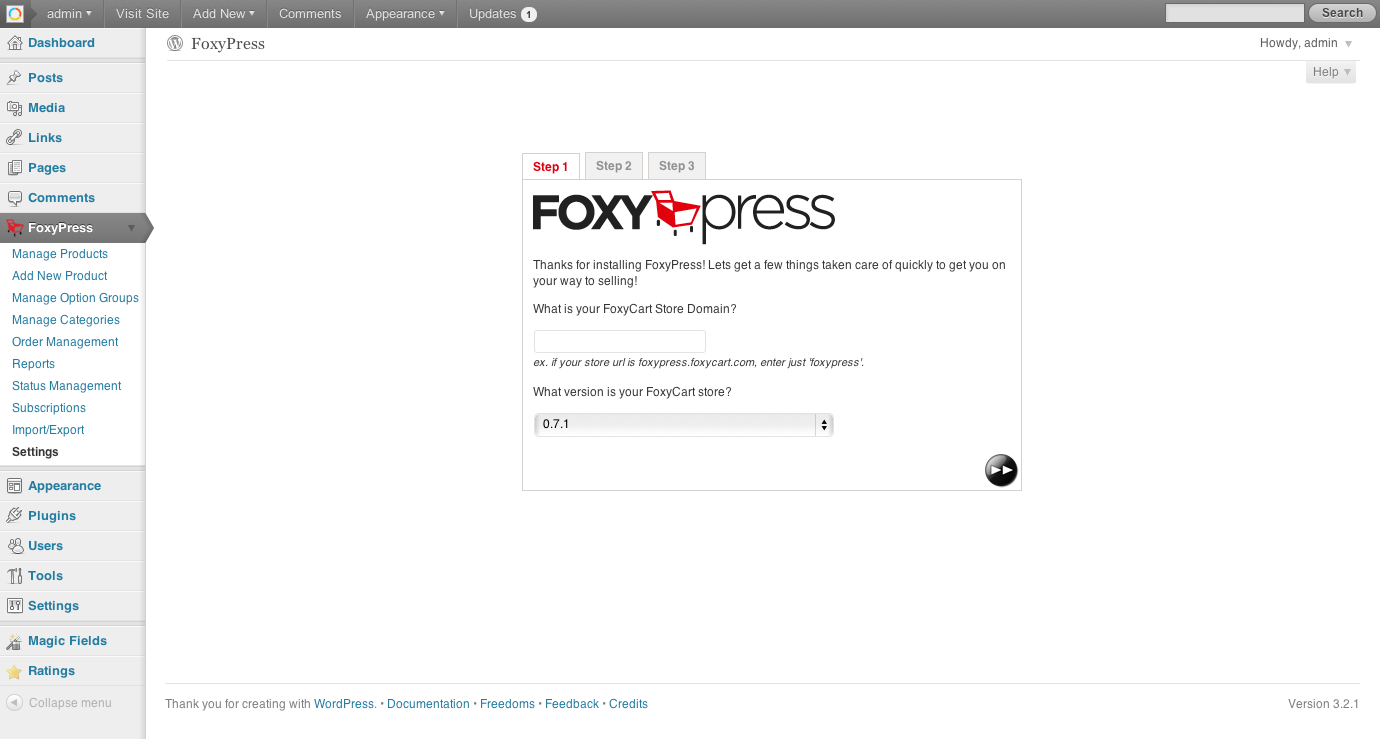 admin
Visit Site
Add New
Comments
Appearance
Updates 1
Search
FoxyPress
Howdy, admin
Help
Dashboard
Posts
Media
Links
Pages
Comments
FoxyPress
Manage Products
Add New Product
Manage Option Groups
Manage Categories
Order Management
Reports
Status Management
Subscriptions
Import/Export
Settings
Appearance
Plugins
Users
Tools
Settings
Magic Fields
Ratings
Collapse menu
Step 1
Step 2
Step 3
FOXY press
Thanks for installing FoxyPress! Lets get a few things taken care of quickly to get you on
your way to selling!
What is your FoxyCart Store Domain?
ex. if your store url is foxypress.foxycart.com, enter just 'foxypress'.
What version is your FoxyCart store?
0.7.1
Thank you for creating with WordPress. • Documentation • Freedoms • Feedback • Credits
Version 3.2.1